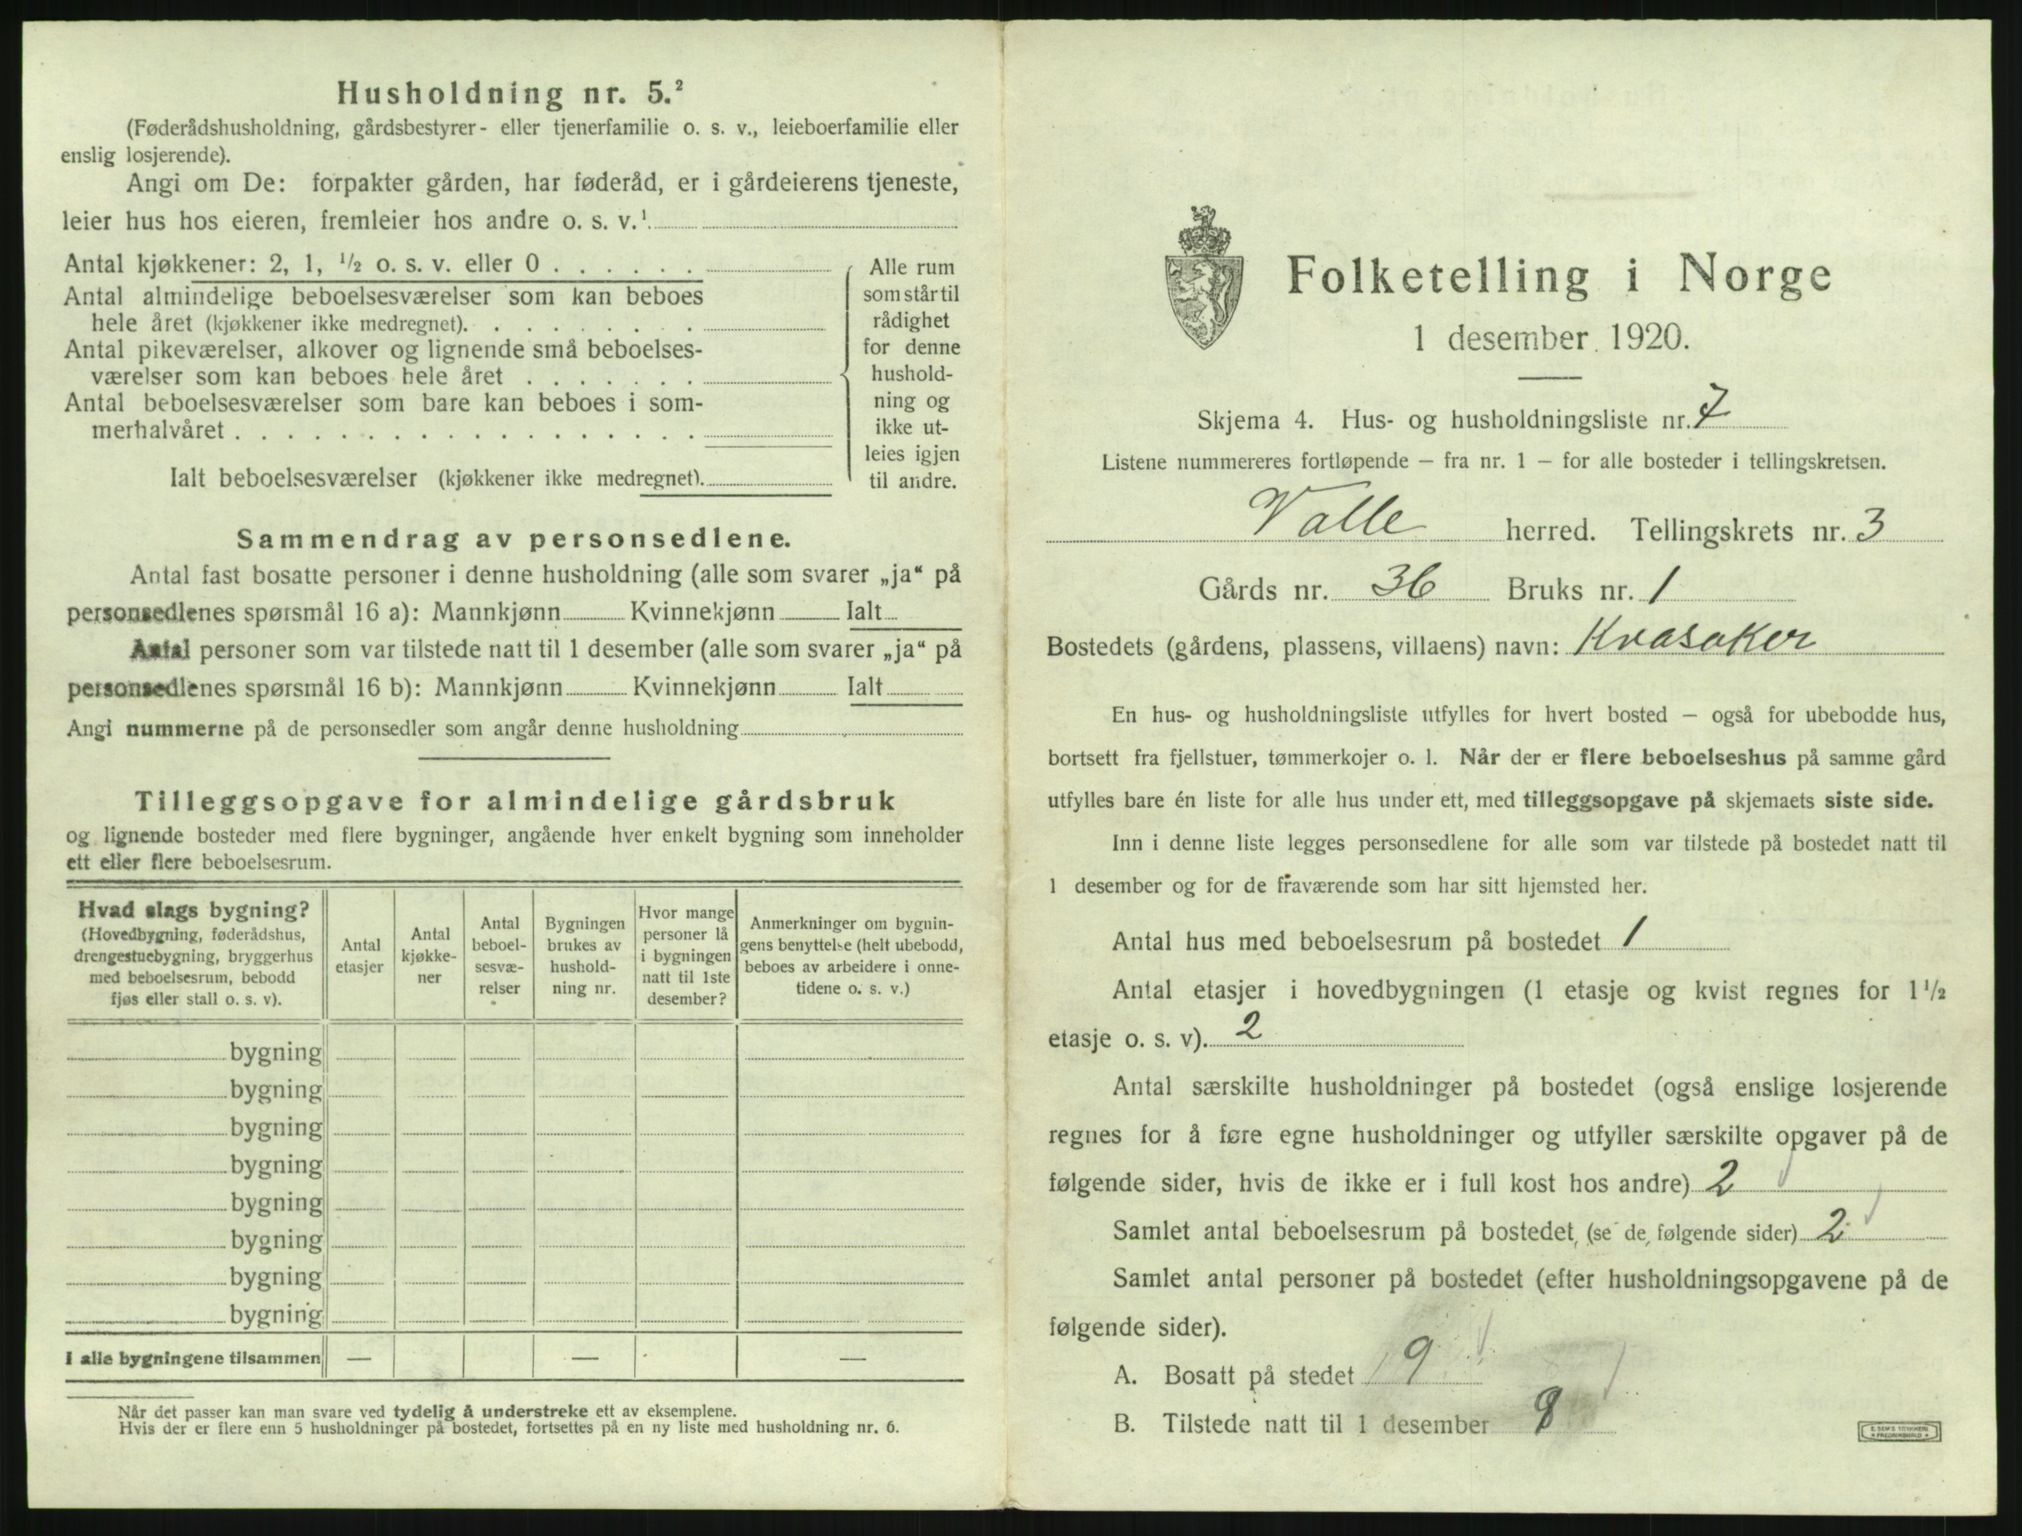 Husholdning nr. 5.²
(Føderådshusholdning, gårdsbestyrer- eller tjenerfamilie o. s. v., leieboerfamilie eller
enslig losjerende).
Angi om De: forpakter gården, har føderåd, er i gårdeierens tjeneste,
leier hus hos eieren, fremleier hos andre o. s. v.¹
Antal kjøkkener: 2, 1, ½ o. s. v. eller 0 . . . . . .
Antal almindelige beboelsesværelser som kan beboes
hele året (kjøkkener ikke medregnet). . . . . . . . .
Antal pikeværelser, alkover og lignende små beboelses-
værelser som kan beboes hele året . . . . . . .
Antal beboelsesværelser som bare kan beboes i som-
merhalvåret . . . . . . . . . . . . . . . . . .
Ialt beboelsesværelser (kjøkkener ikke medregnet).
Alle rum
som står til
rådighet
for denne
hushold-
ning og
ikke ut-
leies igjen
til andre.
Sammendrag av personsedlene.
Antal fast bosatte personer i denne husholdning (alle som svarer „ja“ på
personsedlenes spørsmål 16 a): Mannkjønn Kvinnekjønn Ialt
Antal personer som var tilstede natt til 1 desember (alle som svarer „ja“ på
personsedlenes spørsmål 16 b): Mannkjønn Kvinnekjønn Ialt
Angi nummerne på de personsedler som angår denne husholdning
Tilleggsopgave for almindelige gårdsbruk
og lignende bosteder med flere bygninger, angående hver enkelt bygning som inneholder
ett eller flere beboelsesrum.
Hvad slags bygning?
(Hovedbygning, føderådshus,
drengestuebygning, bryggerhus
med beboelsesrum, bebodd
fjøs eller stall o. s. v).
Antal
etasjer
Antal
kjøkke-
ner
Antal
beboel-
sesvæ-
relser
Bygningen
brukes av
hushold-
ning nr.
Hvor mange
personer lå
i bygningen
natt til 1ste
desember?
Anmerkninger om bygnin-
gens benyttelse (helt ubebodd,
beboes av arbeidere i onne-
tidene o. s. v.)
bygning
bygning
bygning
bygning
bygning
bygning
bygning
bygning
I alle bygningene tilsammen — — —
Når det passer kan man svare ved tydelig å understreke ett av eksemplene.
Hvis der er flere enn 5 husholdninger på bostedet, fortsettes på en ny liste med husholdning nr. 6.
Folketelling i Norge
1 desember 1920.
Skjema 4. Hus- og husholdningsliste nr. 7
Listene nummereres fortløpende – fra nr. 1 – for alle bosteder i tellingskretsen.
Valle herred. Tellingskrets nr. 3
Gårds nr. 36 Bruks nr. 1
Bostedets (gårdens, plassens, villaens) navn: Kvasaker
En hus- og husholdningsliste utfylles for hvert bosted – også for ubebodde hus,
bortsett fra fjellstuer, tømmerkojer o. l. Når der er flere beboelseshus på samme gård
utfylles bare én liste for alle hus under ett, med tilleggsopgave på skjemaets siste side.
Inn i denne liste legges personsedlene for alle som var tilstede på bostedet natt til
1 desember og for de fraværende som har sitt hjemsted her.
Antal hus med beboelsesrum på bostedet 1
Antal etasjer i hovedbygningen (1 etasje og kvist regnes for 1½
etasje o. s. v). 2
Antal særskilte husholdninger på bostedet (også enslige losjerende
regnes for å føre egne husholdninger og utfyller særskilte opgaver på de
følgende sider, hvis de ikke er i full kost hos andre) 2
Samlet antal beboelsesrum på bostedet (se de følgende sider) 2
Samlet antal personer på bostedet (efter husholdningsopgavene på de
følgende sider).
A. Bosatt på stedet 9
B. Tilstede natt til 1 desember 8